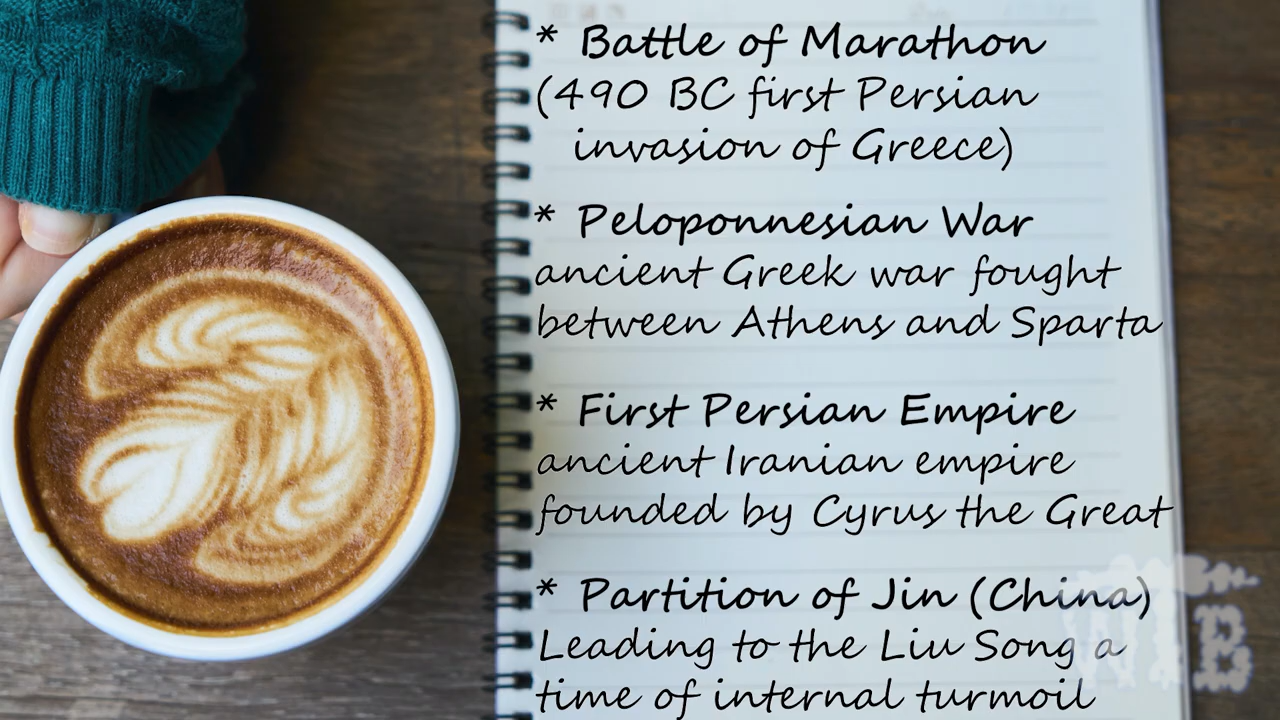 * Battle of Marathon
(490 BC first Persian
invasion of Greece)
* Peloponnesian War
ancient Greek war fought
between Athens and Sparta
* First Persian Empire
ancient Iranian empire
founded by Cyrus the Great
* Partition of Jin (China)
Leading to the Liu Song a
time of internal turmoil